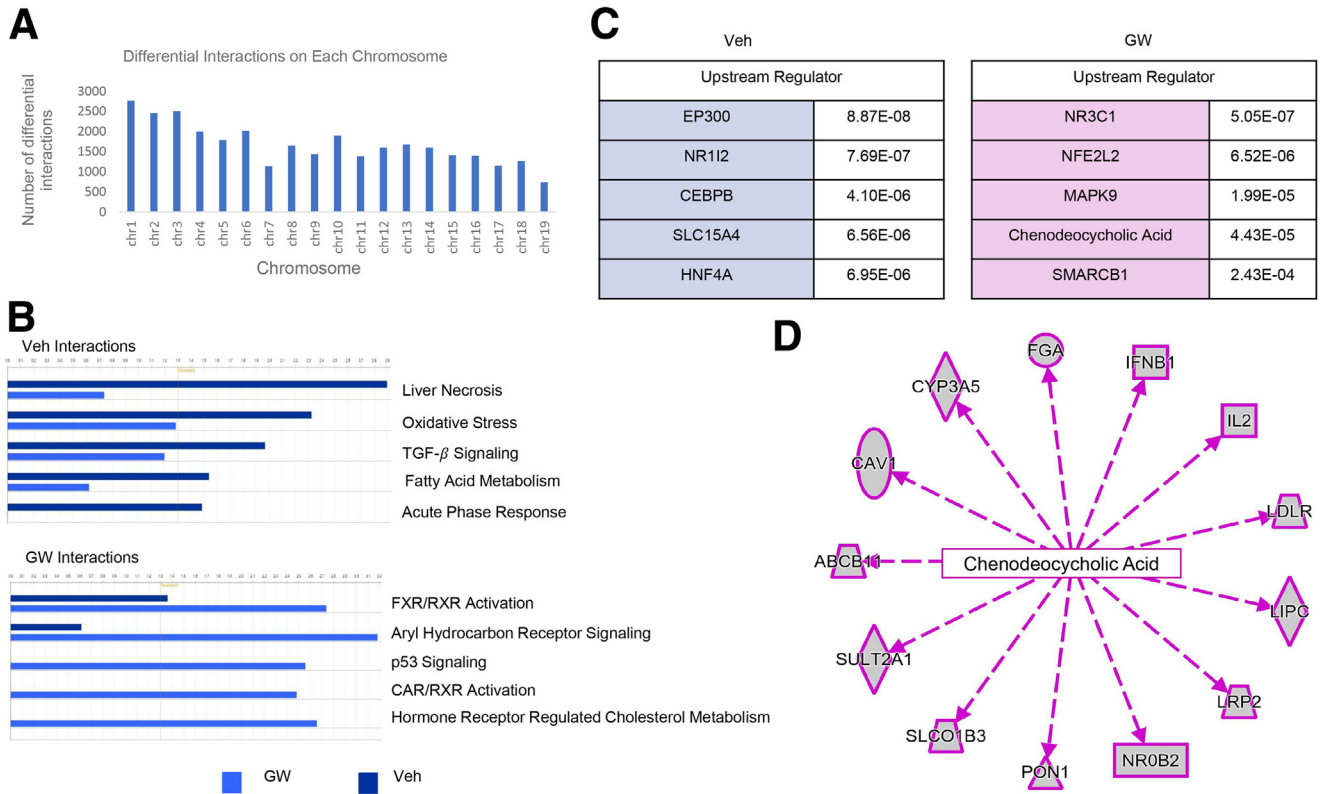 A
Differential Interactions on Each Chromosome
Number of differential
interactions
3000
2500
2000
1500
1000
500
0
chr1
chr2
chr3
chr4
chr5
chr6
chr7
chr8
chr9
chr10
chr11
chr12
chr13
chr14
chr15
chr16
chr17
chr18
chr19
Chromosome
B
Veh Interactions
Threshold
Liver Necrosis
Oxidative Stress
TGF-β Signaling
Fatty Acid Metabolism
Acute Phase Response
GW Interactions
Threshold
FXR/RXR Activation
Aryl Hydrocarbon Receptor Signaling
p53 Signaling
CAR/RXR Activation
Hormone Receptor Regulated Cholesterol Metabolism
GW Veh
C
Veh
Upstream Regulator
EP300 8.87E-08
NR1I2 7.69E-07
CEBPB 4.10E-06
SLC15A4 6.56E-06
HNF4A 6.95E-06
GW
Upstream Regulator
NR3C1 5.05E-07
NFE2L2 6.52E-06
MAPK9 1.99E-05
Chenodeocycholic Acid 4.43E-05
SMARCB1 2.43E-04
D
FGA
IFNB1
CYP3A5
IL2
CAV1
LDLR
ABCB11
Chenodeocycholic Acid
LIPC
SULT2A1
LRP2
SLCO1B3
PON1
NR0B2